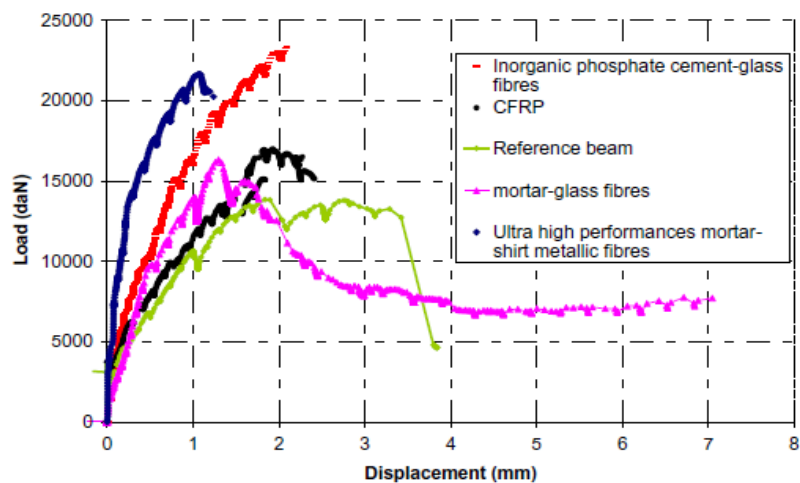 25000
20000
15000
10000
5000
0
Load (daN)
0 1 2 3 4 5 6 7 8
Displacement (mm)
Inorganic phosphate cement-glass
fibres
CFRP
Reference beam
mortar-glass fibres
Ultra high performances mortar-
shirt metallic fibres